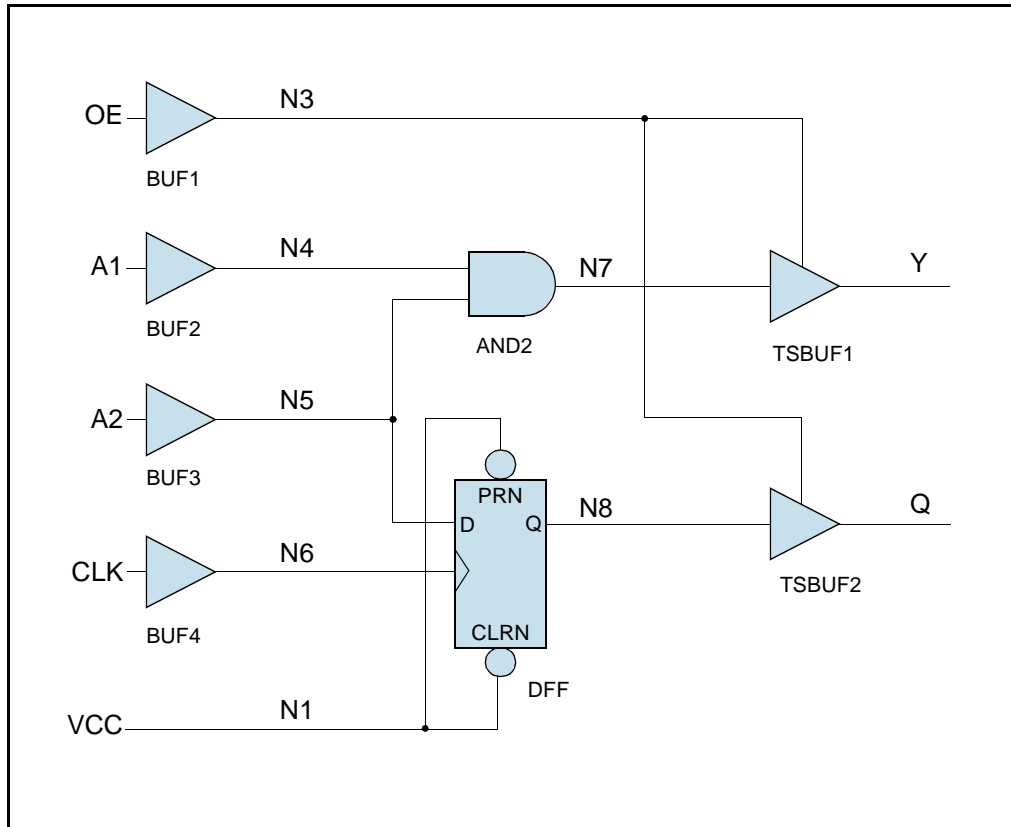 N3
OE
BUF1
N4
N7
Y
A1
BUF2
AND2
TSBUF1
N5
A2
BUF3
PRN
D
Q
N8
Q
N6
CLK
TSBUF2
BUF4
CLRN
DFF
N1
VCC